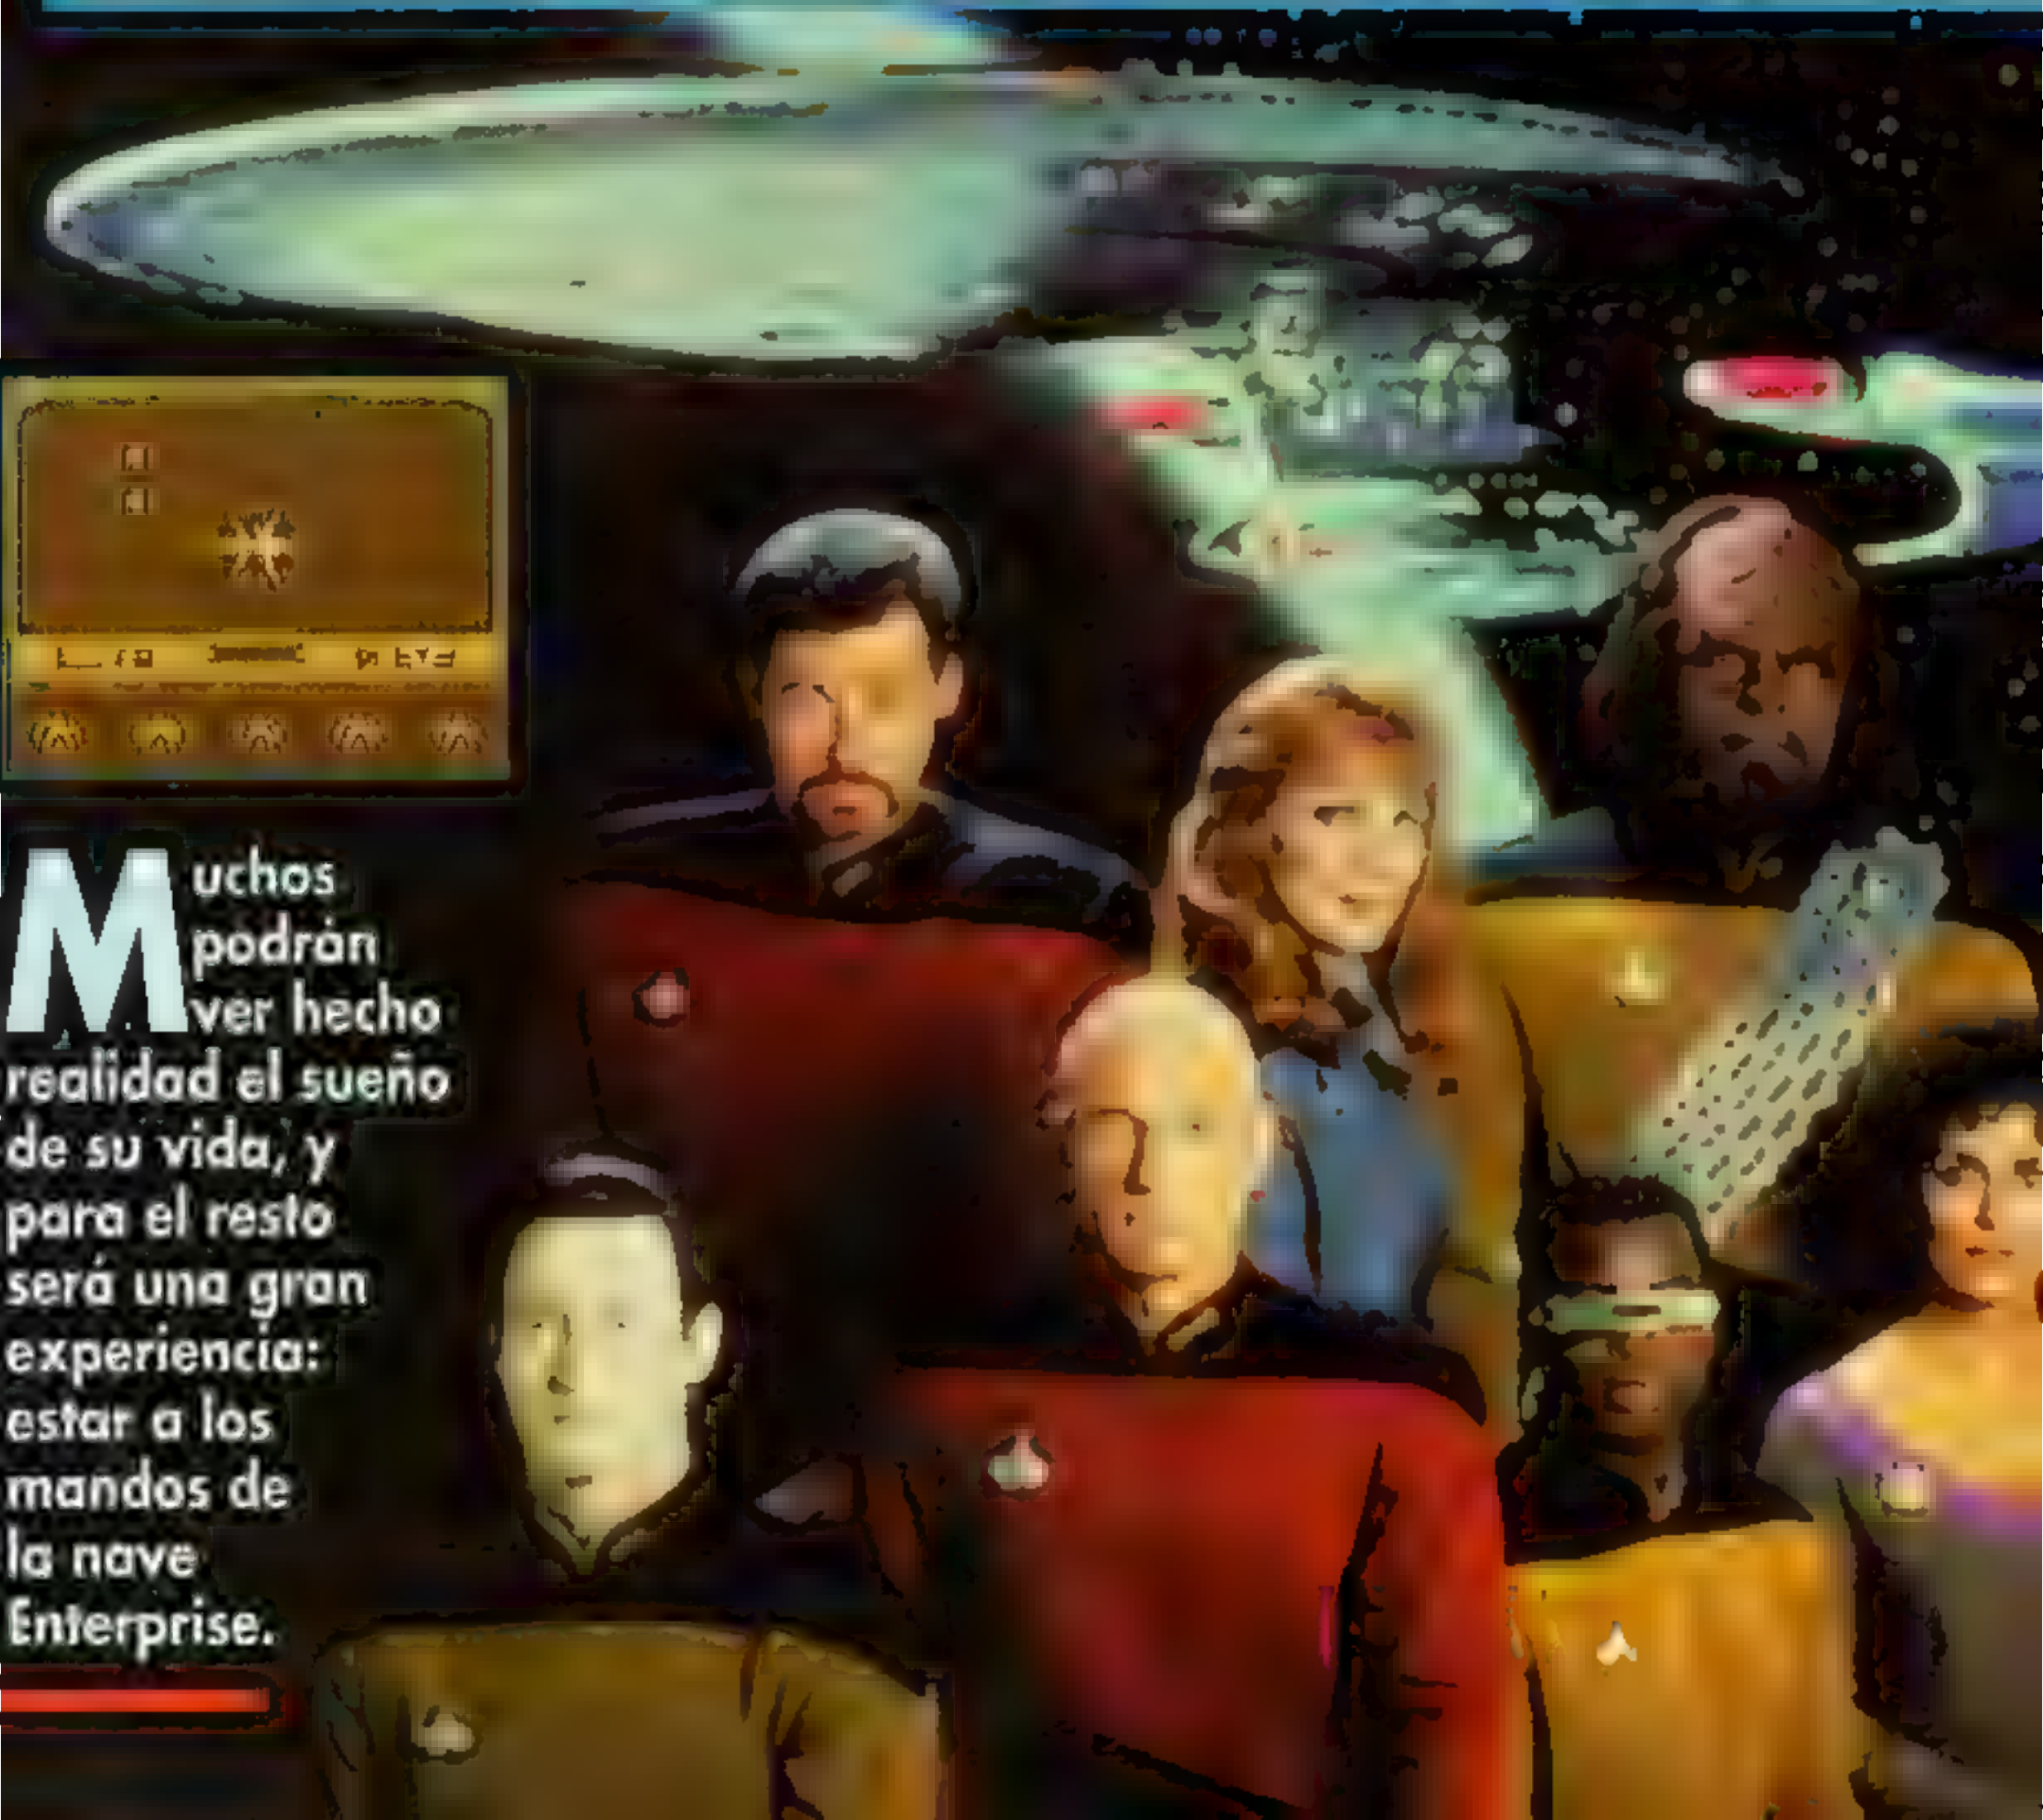 Muchos
podrán
ver hecho
realidad el sueño
de su vida, y
para el resto
será una gran
experiencia:
estar a los
mandos de
la nave
Enterprise.